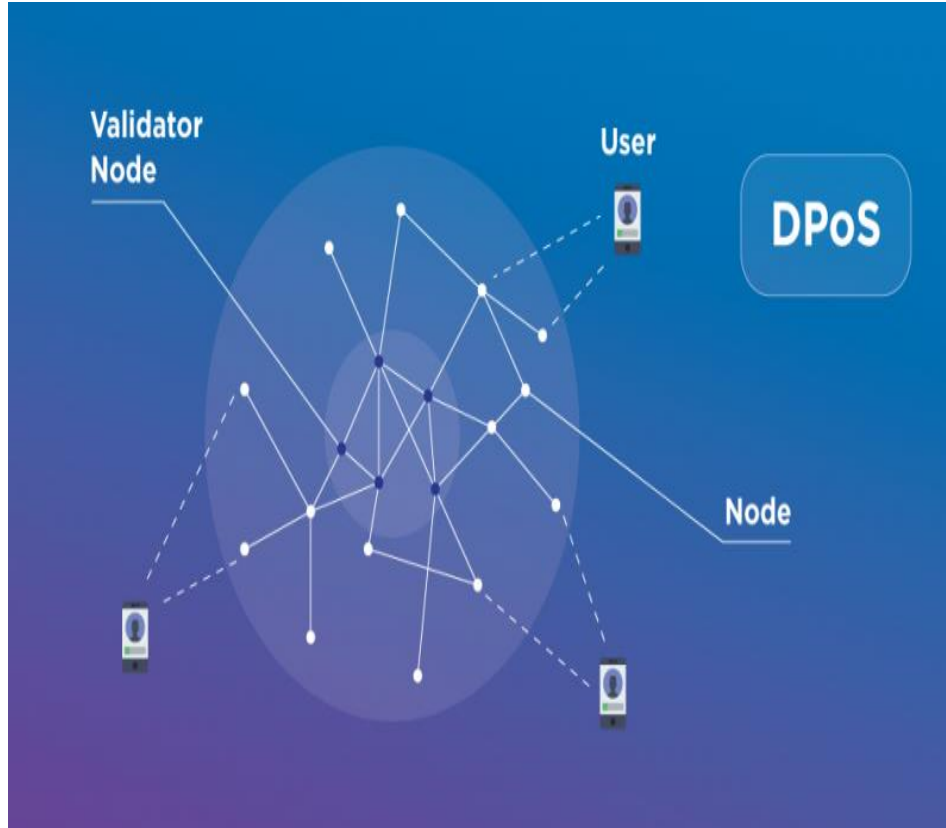 Validator
Node
User
DPoS
Node